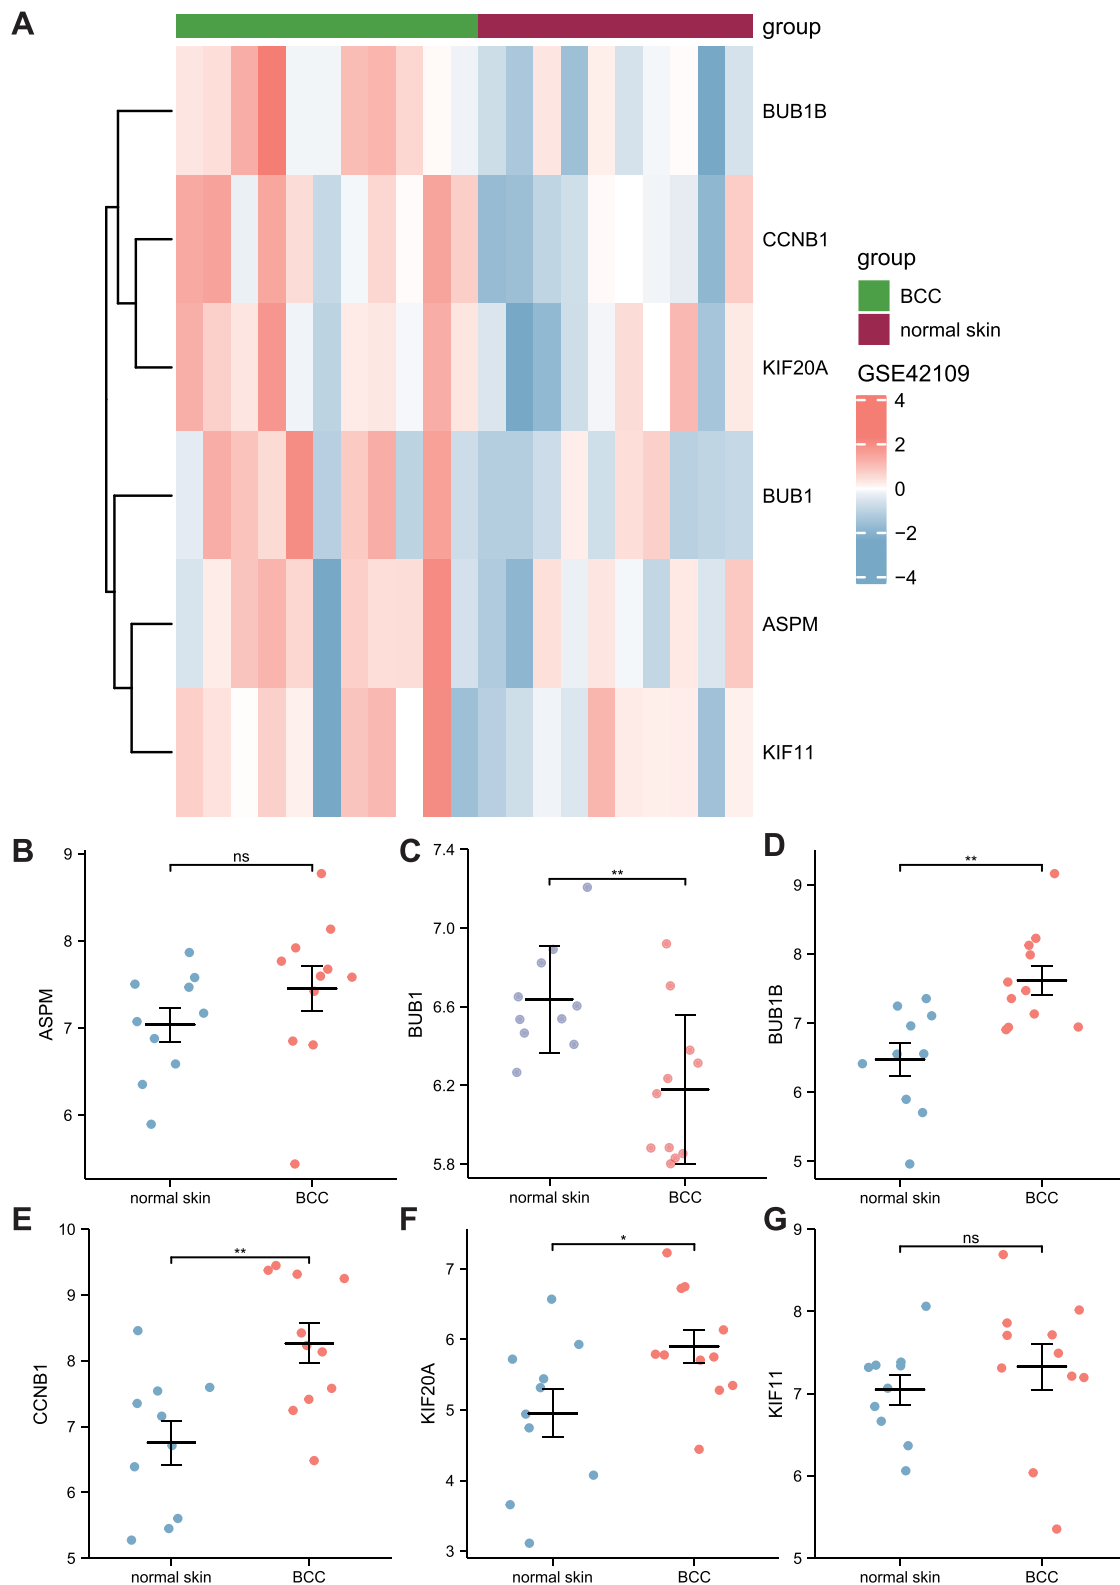 A
group
BUB1B
CCNB1
KIF20A
BUB1
ASPM
KIF11
group
BCC
normal skin
GSE42109
4
2
0
−2
−4
B
ASPM
9
8
7
6
ns
normal skin
BCC
C
BUB1
7.4
7.0
6.6
6.2
5.8
**
normal skin
BCC
D
BUB1B
9
8
7
6
5
**
normal skin
BCC
E
CCNB1
10
9
8
7
6
5
**
normal skin
BCC
F
KIF20A
7
6
5
4
3
*
normal skin
BCC
G
KIF11
9
8
7
6
5
ns
normal skin
BCC